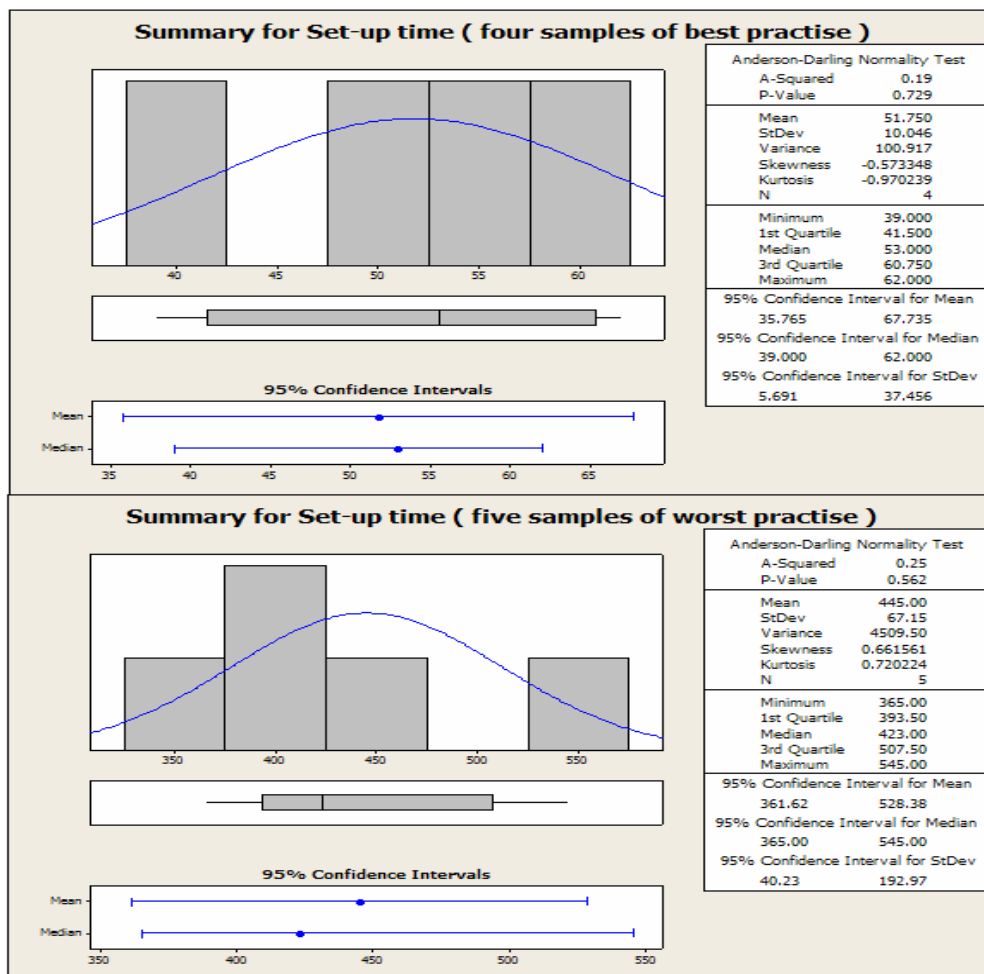 Summary for Set-up time ( four samples of best practise )
Anderson-Darling Normality Test
A-Squared 0.19
P-Value 0.729
Mean 51.750
StDev 10.046
Variance 100.917
Skewness -0.573348
Kurtosis -0.970239
N 4
Minimum 39.000
1st Quartile 41.500
Median 53.000
3rd Quartile 60.750
Maximum 62.000
95% Confidence Interval for Mean
35.765 67.735
95% Confidence Interval for Median
39.000 62.000
95% Confidence Interval for StDev
5.691 37.456
40 45 50 55 60
95% Confidence Intervals
Mean
Median
35 40 45 50 55 60 65
Summary for Set-up time ( five samples of worst practise )
Anderson-Darling Normality Test
A-Squared 0.25
P-Value 0.562
Mean 445.00
StDev 67.15
Variance 4509.50
Skewness 0.661561
Kurtosis 0.720224
N 5
Minimum 365.00
1st Quartile 393.50
Median 423.00
3rd Quartile 507.50
Maximum 545.00
95% Confidence Interval for Mean
361.62 528.38
95% Confidence Interval for Median
365.00 545.00
95% Confidence Interval for StDev
40.23 192.97
350 400 450 500 550
95% Confidence Intervals
Mean
Median
350 400 450 500 550